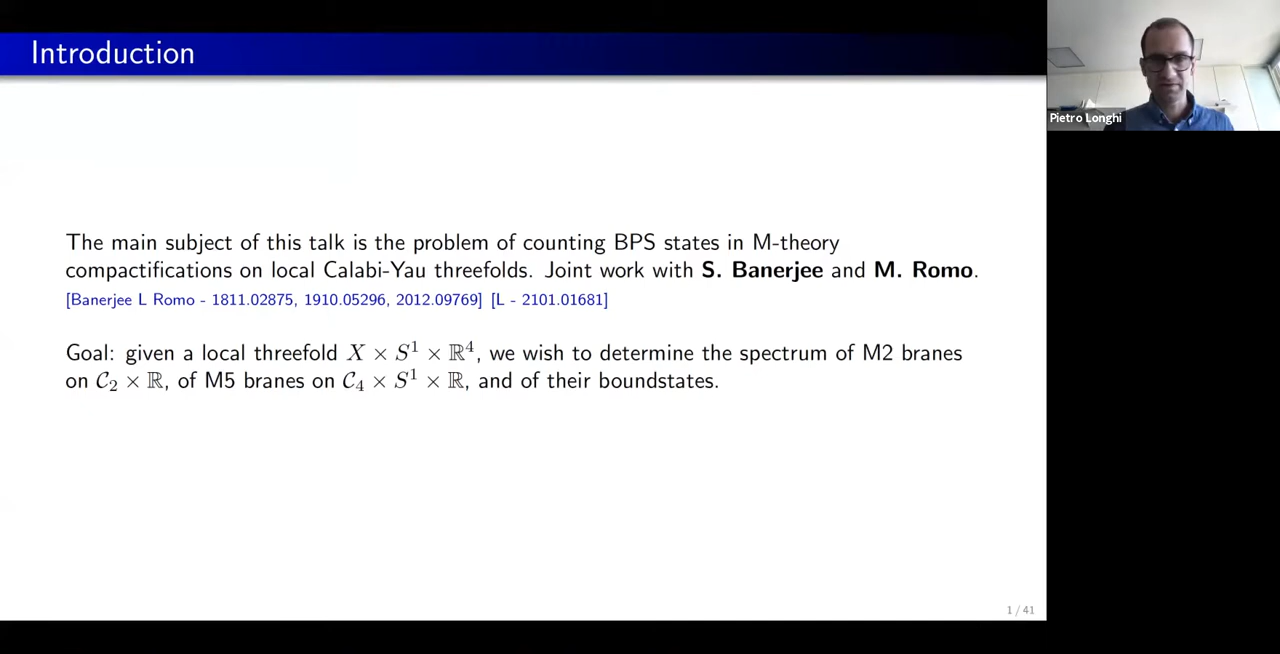 Introduction
Pietro Longhi
The main subject of this talk is the problem of counting BPS states in M-theory
compactifications on local Calabi-Yau threefolds. Joint work with S. Banerjee and M. Romo.
[Banerjee L Romo - 1811.02875, 1910.05296, 2012.09769] [L - 2101.01681]
Goal: given a local threefold X × S¹ × ℝ⁴, we wish to determine the spectrum of M2 branes
on 𝒞₂ × ℝ, of M5 branes on 𝒞₄ × S¹ × ℝ, and of their boundstates.
1 / 41